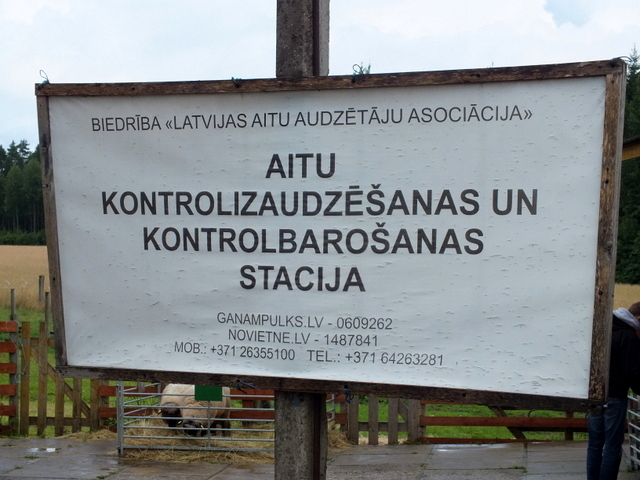 BIEDRĪBA «LATVIJAS AITU AUDZĒTĀJU ASOCIĀCIJA»
AITU
KONTROLIZAUDZĒŠANAS UN
KONTROLBAROŠANAS
STACIJA
GANAMPULKS.LV - 0609262
NOVIETNE.LV - 1487841
MOB.: +371 26355100 TEL.: +371 64263281